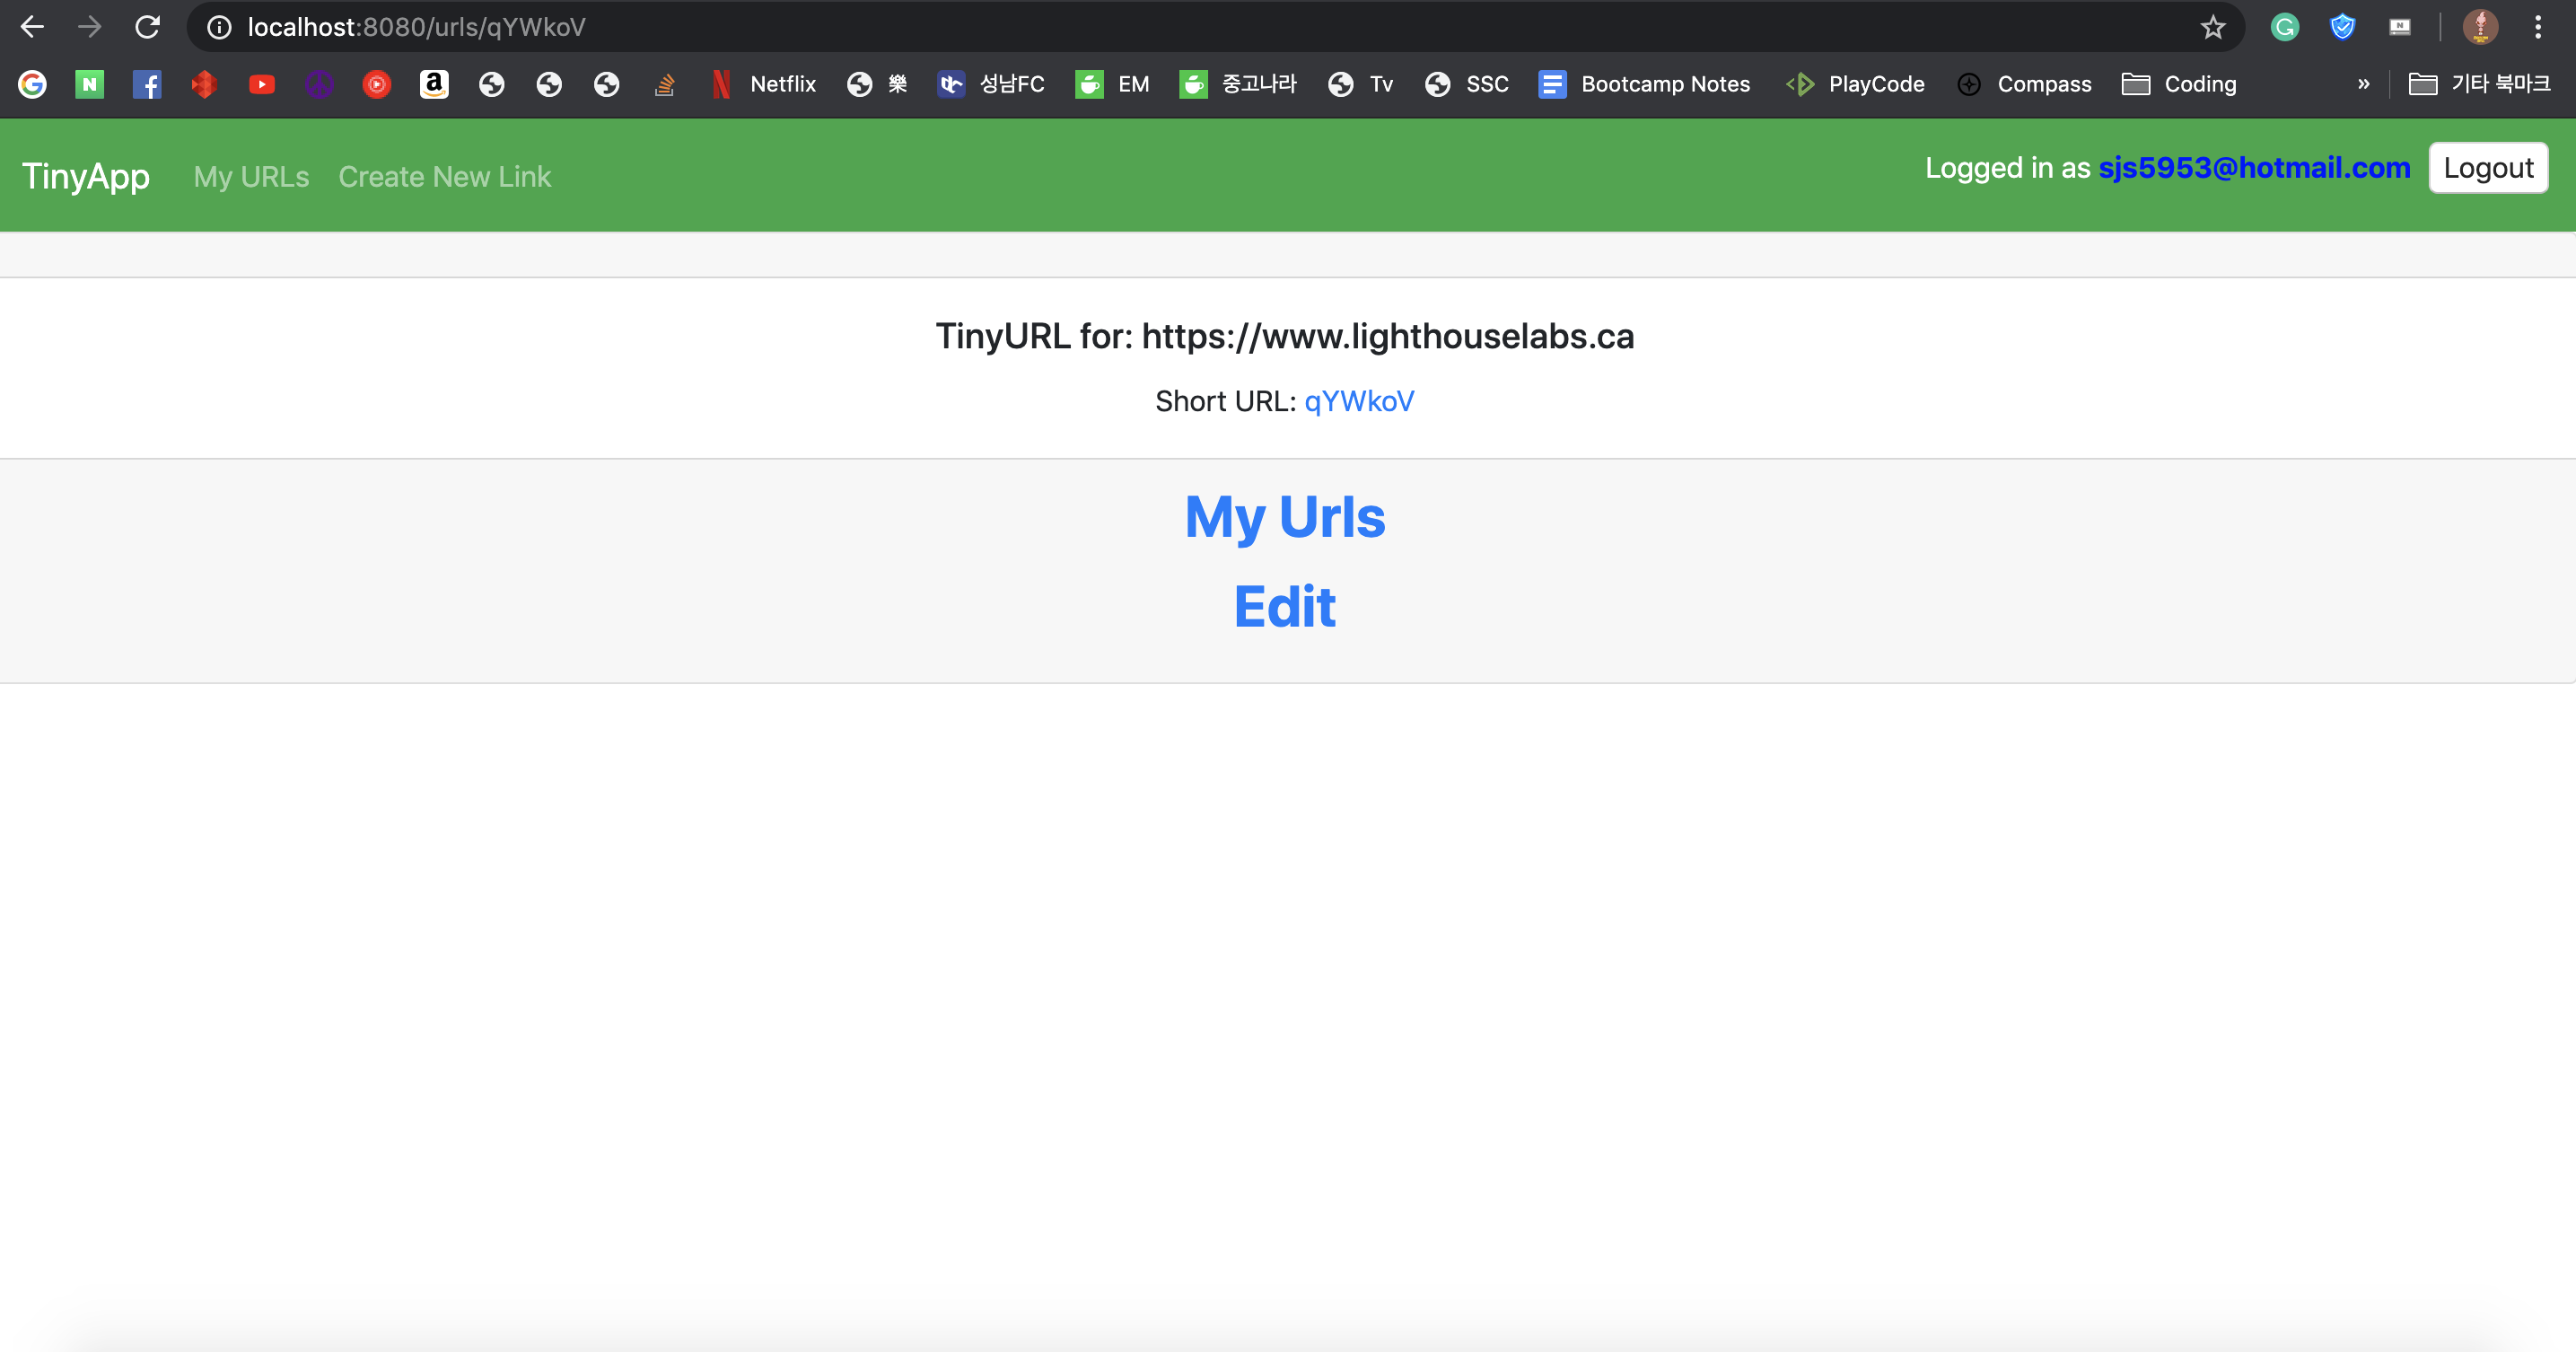 localhost:8080/urls/qYWkoV
Netflix 樂 성남FC EM 중고나라 Tv SSC Bootcamp Notes PlayCode Compass Coding » 기타 북마크
TinyApp My URLs Create New Link Logged in as sjs5953@hotmail.com Logout
TinyURL for: https://www.lighthouselabs.ca
Short URL: qYWkoV
My Urls
Edit